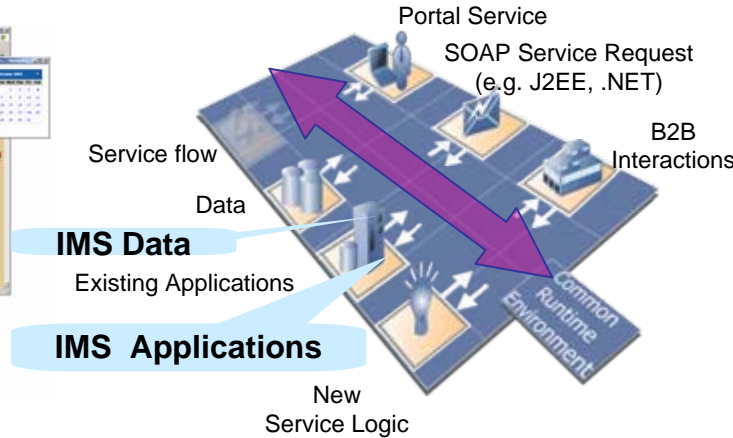 Portal Service
SOAP Service Request
(e.g. J2EE, .NET)
B2B
Interactions
Service flow
Data
IMS Data
Existing Applications
IMS Applications
Common
Runtime
Environment
New
Service Logic